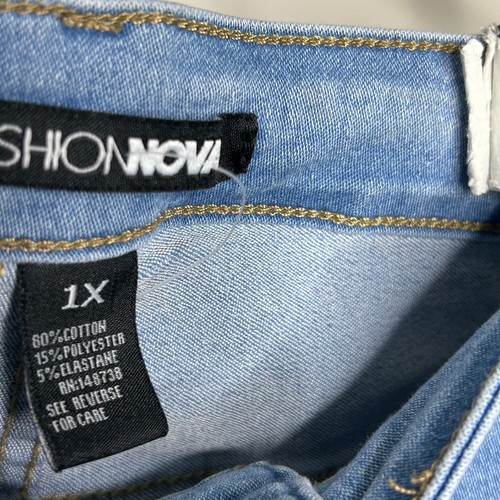 SHIONNOVA
1X
80%COTTON
15%POLYESTER
5%ELASTANE
RN:148738
SEE REVERSE
FOR CARE